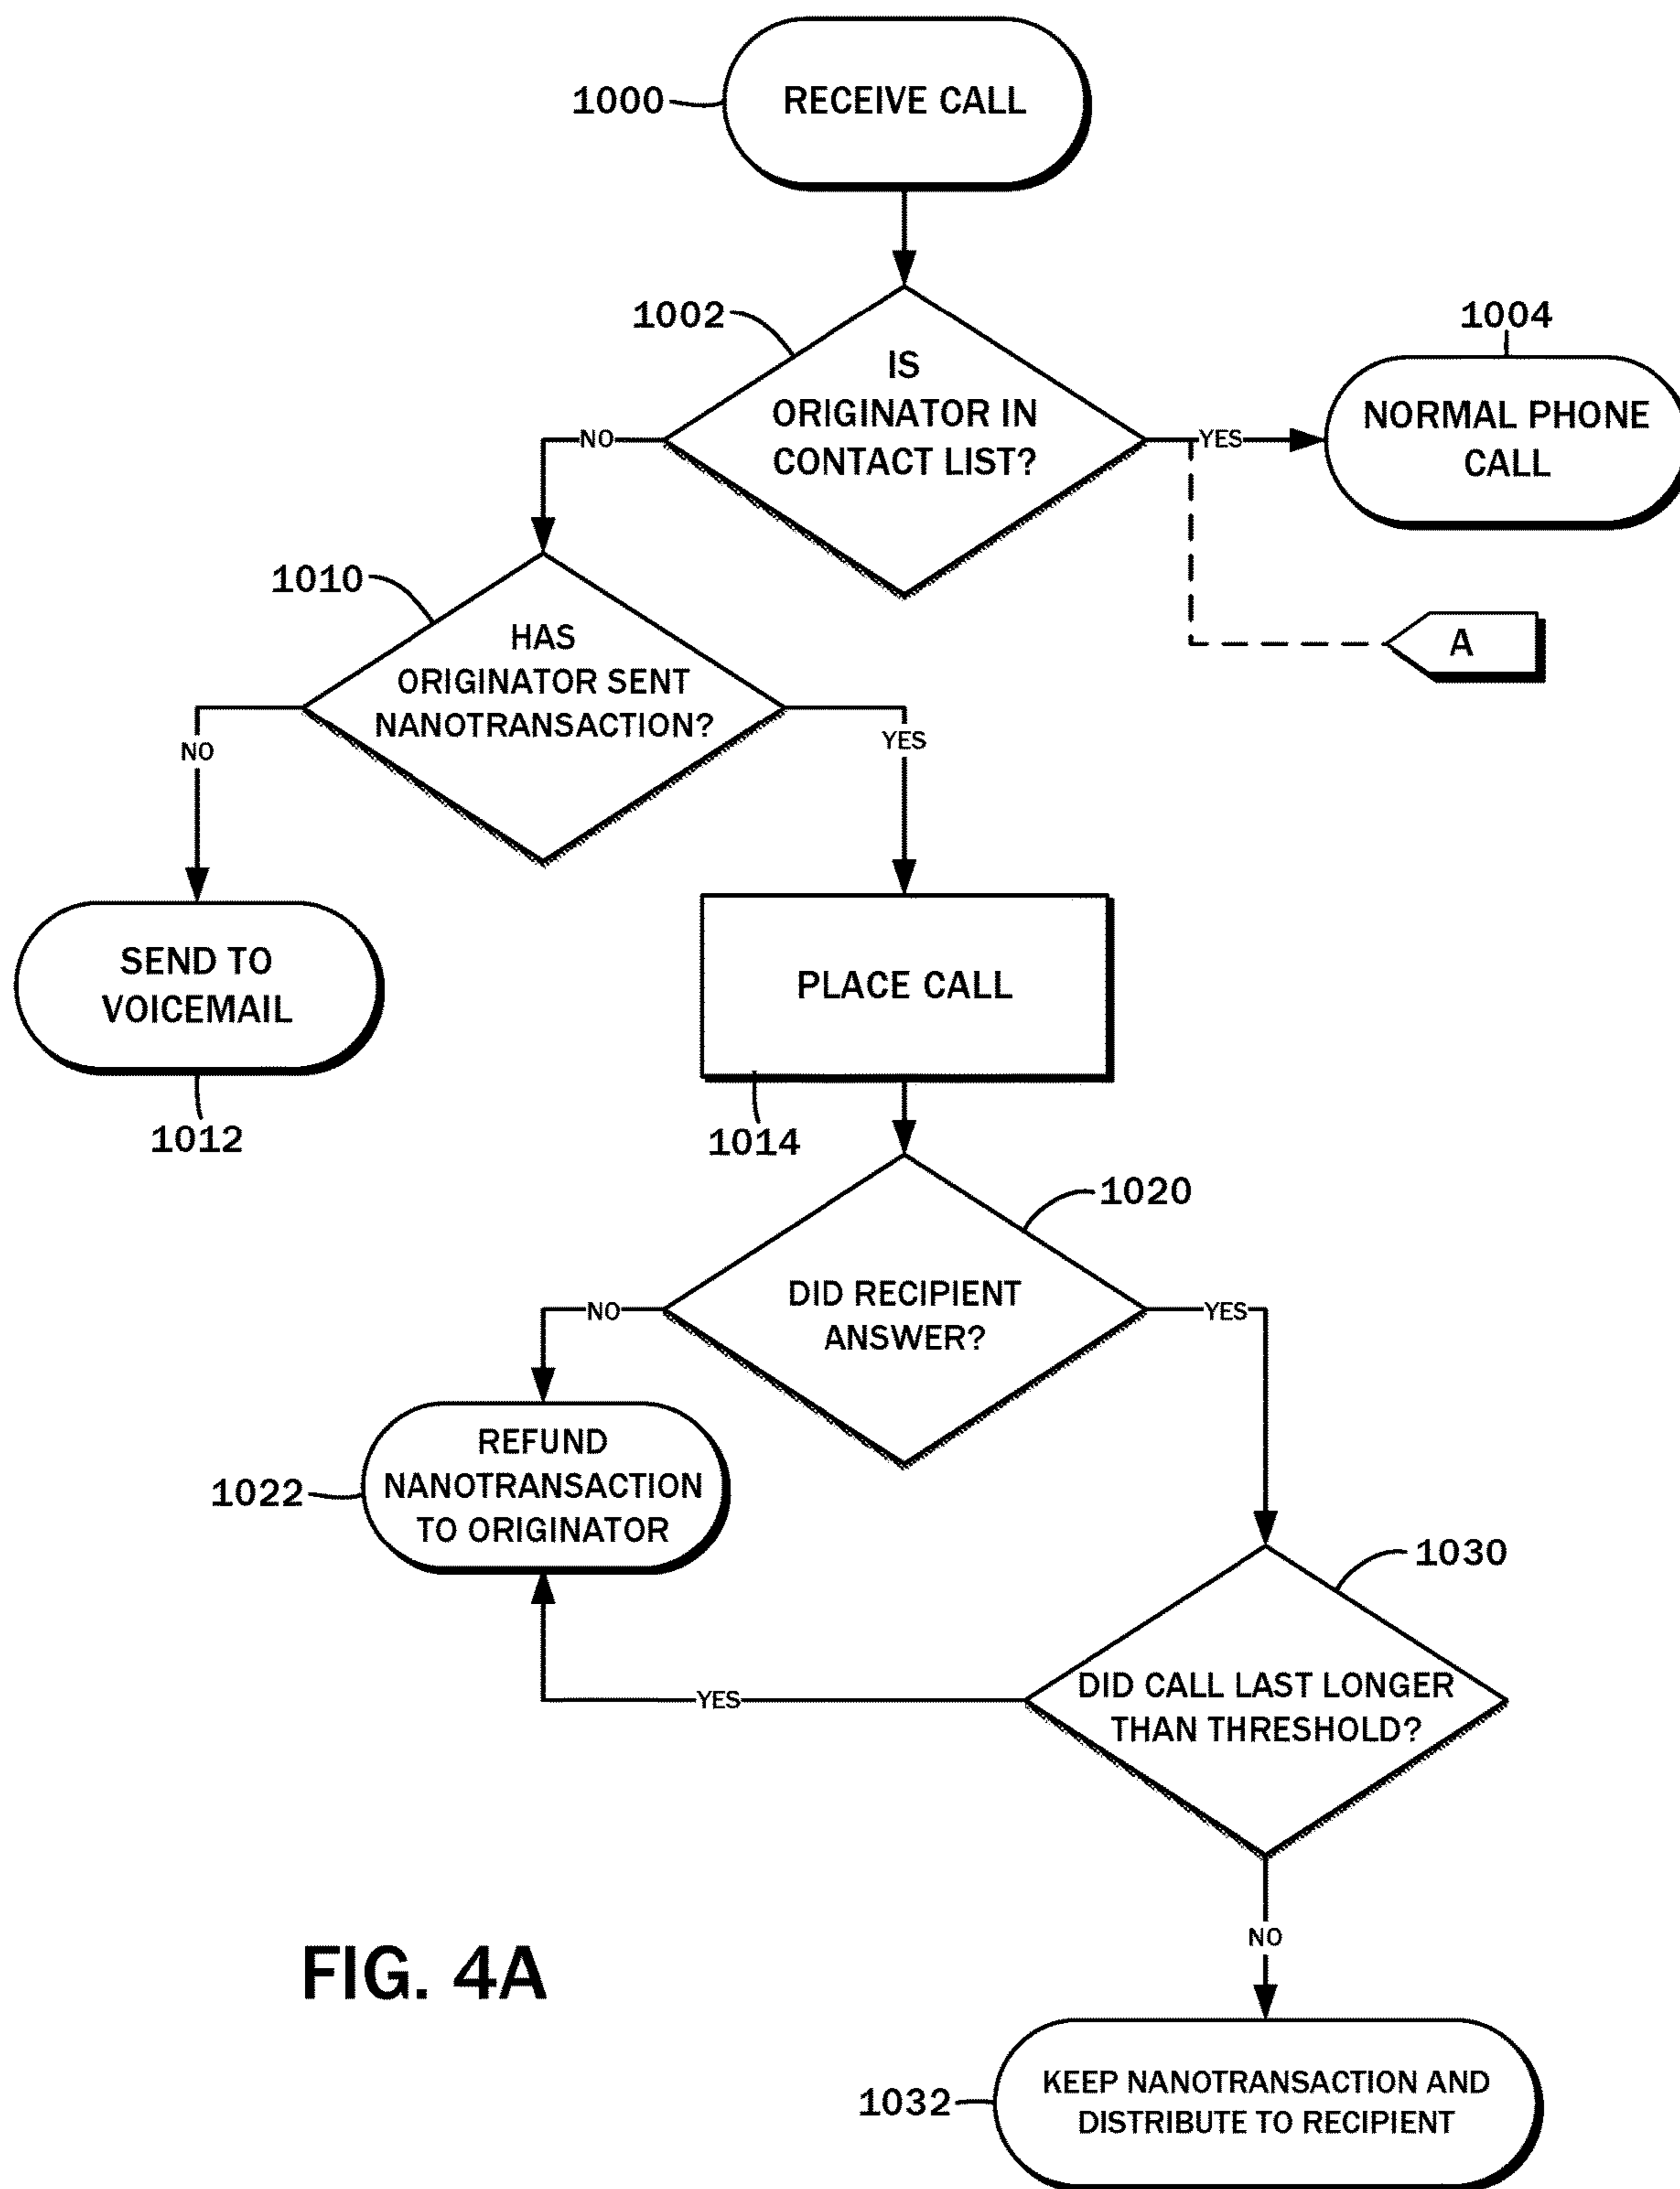 1000
RECEIVE CALL
1002
IS
ORIGINATOR IN
CONTACT LIST?
1004
NORMAL PHONE
CALL
NO
YES
A
1010
HAS
ORIGINATOR SENT
NANOTRANSACTION?
NO
YES
SEND TO
VOICEMAIL
1012
PLACE CALL
1014
1020
DID RECIPIENT
ANSWER?
NO
YES
1022
REFUND
NANOTRANSACTION
TO ORIGINATOR
1030
DID CALL LAST LONGER
THAN THRESHOLD?
YES
NO
FIG. 4A
1032
KEEP NANOTRANSACTION AND
DISTRIBUTE TO RECIPIENT